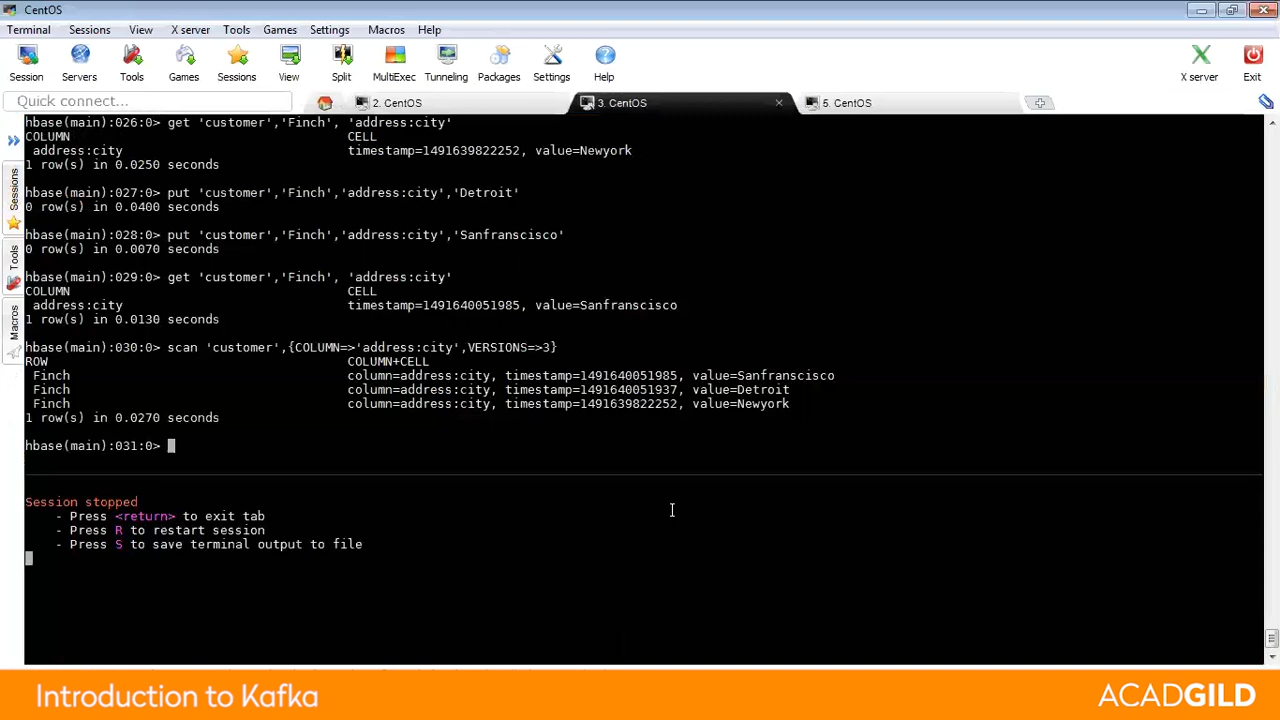 CentOS
Terminal Sessions View X server Tools Games Settings Macros Help
Session Servers Tools Games Sessions View Split MultiExec Tunneling Packages Settings Help X server Exit
Quick connect...
2. CentOS 3. CentOS 5. CentOS
Sessions
Tools
Macros
hbase(main):026:0> get 'customer','Finch', 'address:city'
COLUMN CELL
address:city timestamp=1491639822252, value=Newyork
1 row(s) in 0.0250 seconds
hbase(main):027:0> put 'customer','Finch','address:city','Detroit'
0 row(s) in 0.0400 seconds
hbase(main):028:0> put 'customer','Finch','address:city','Sanfranscisco'
0 row(s) in 0.0070 seconds
hbase(main):029:0> get 'customer','Finch', 'address:city'
COLUMN CELL
address:city timestamp=1491640051985, value=Sanfranscisco
1 row(s) in 0.0130 seconds
hbase(main):030:0> scan 'customer',{COLUMN=>'address:city',VERSIONS=>3}
ROW COLUMN+CELL
Finch column=address:city, timestamp=1491640051985, value=Sanfranscisco
Finch column=address:city, timestamp=1491640051937, value=Detroit
Finch column=address:city, timestamp=1491639822252, value=Newyork
1 row(s) in 0.0270 seconds
hbase(main):031:0>
Session stopped
- Press <return> to exit tab
- Press R to restart session
- Press S to save terminal output to file
Introduction to Kafka
ACADGILD